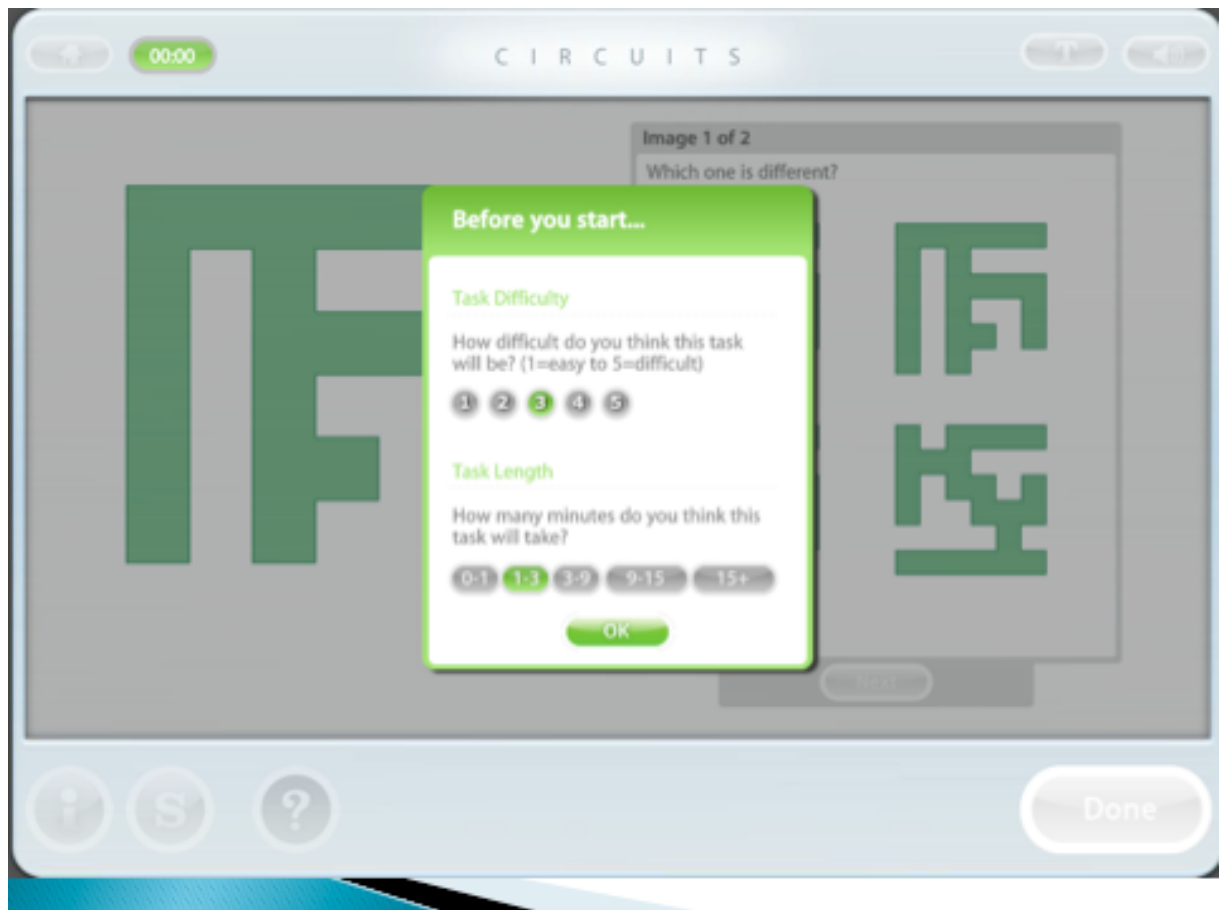 00:00
CIRCUITS
T
Image 1 of 2
Which one is different?
Before you start...
Task Difficulty
How difficult do you think this task
will be? (1=easy to 5=difficult)
1 2 3 4 5
Task Length
How many minutes do you think this
task will take?
0-1 1-3 3-9 9-15 15+
OK
Next
i S ? Done